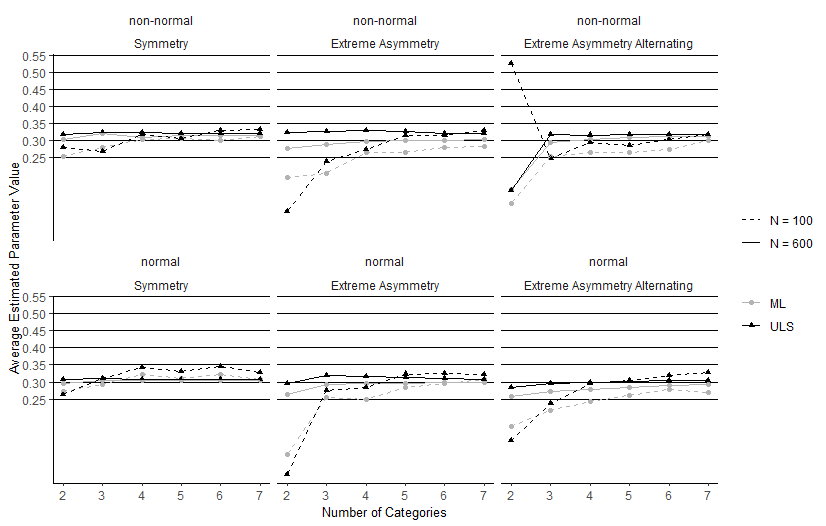 non-normal non-normal non-normal
Symmetry Extreme Asymmetry Extreme Asymmetry Alternating
0.55
0.50
0.45
0.40
0.35
0.30
0.25
Average Estimated Parameter Value
normal normal normal
Symmetry Extreme Asymmetry Extreme Asymmetry Alternating
0.55
0.50
0.45
0.40
0.35
0.30
0.25
2 3 4 5 6 7 2 3 4 5 6 7 2 3 4 5 6 7
Number of Categories
N = 100
N = 600
ML
ULS